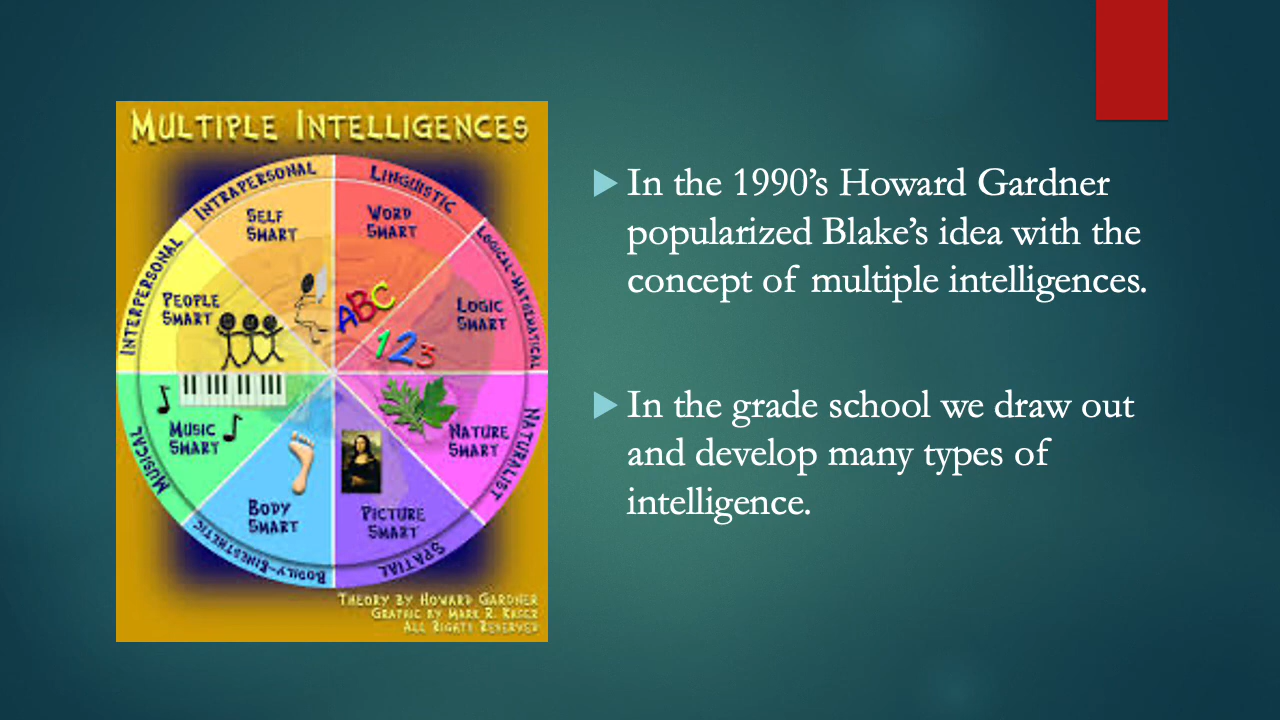 MULTIPLE INTELLIGENCES
INTRAPERSONAL
LINGUISTIC
SELF
SMART
WORD
SMART
INTERPERSONAL
LOGICAL-MATHEMATICAL
PEOPLE
SMART
ABC
LOGIC
SMART
123
MUSIC
SMART
NATURE
SMART
MUSICAL
NATURALIST
BODY
SMART
PICTURE
SMART
BODILY-KINESTHETIC
SPATIAL
THEORY BY HOWARD GARDNER
GRAPHIC BY MARK R.
ALL RIGHTS RESERVED
In the 1990’s Howard Gardner
popularized Blake’s idea with the
concept of multiple intelligences.
In the grade school we draw out
and develop many types of
intelligence.